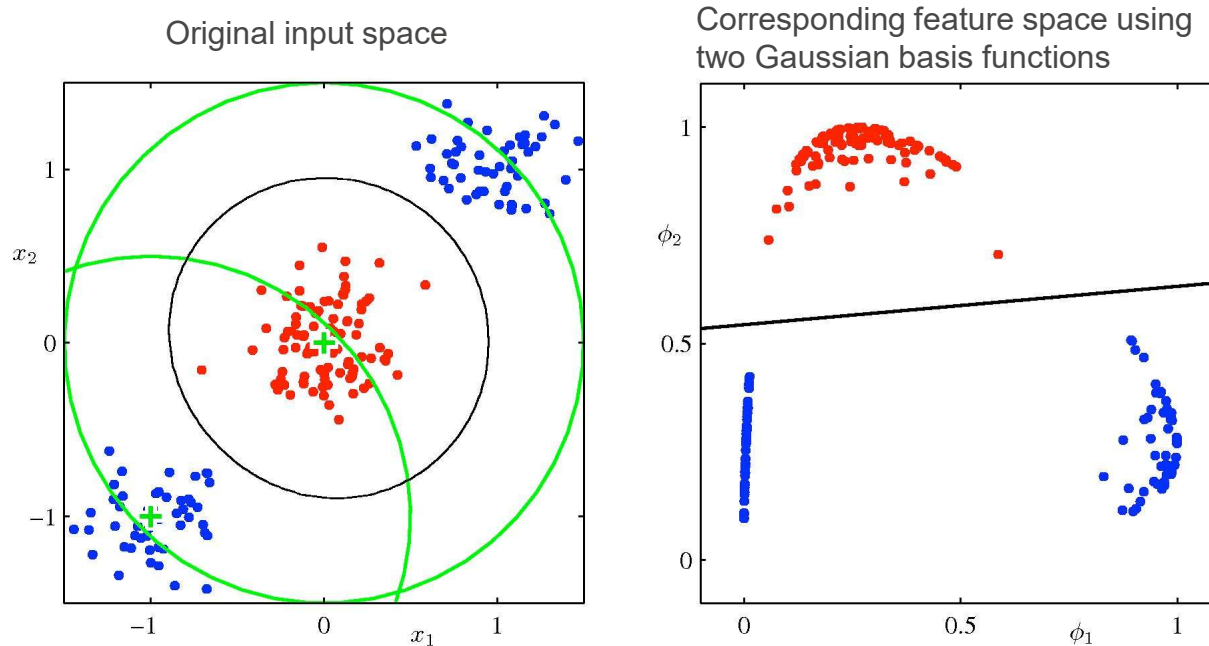 Original input space
Corresponding feature space using
two Gaussian basis functions
x₂
1
0
−1
−1
0
1
x₁
ϕ₂
1
0.5
0
0
0.5
1
ϕ₁